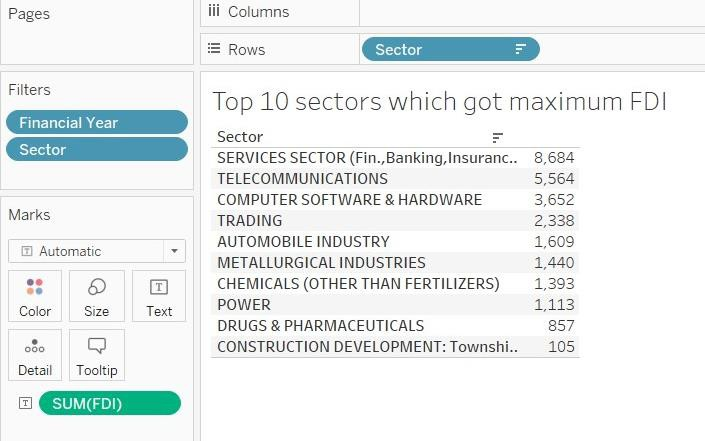 Pages
Columns
Rows
Sector
Filters
Financial Year
Sector
Marks
Automatic
Color
Size
Text
Detail
Tooltip
SUM(FDI)
Top 10 sectors which got maximum FDI
Sector
SERVICES SECTOR (Fin.,Banking,Insuranc.. 8,684
TELECOMMUNICATIONS 5,564
COMPUTER SOFTWARE & HARDWARE 3,652
TRADING 2,338
AUTOMOBILE INDUSTRY 1,609
METALLURGICAL INDUSTRIES 1,440
CHEMICALS (OTHER THAN FERTILIZERS) 1,393
POWER 1,113
DRUGS & PHARMACEUTICALS 857
CONSTRUCTION DEVELOPMENT: Townshi.. 105